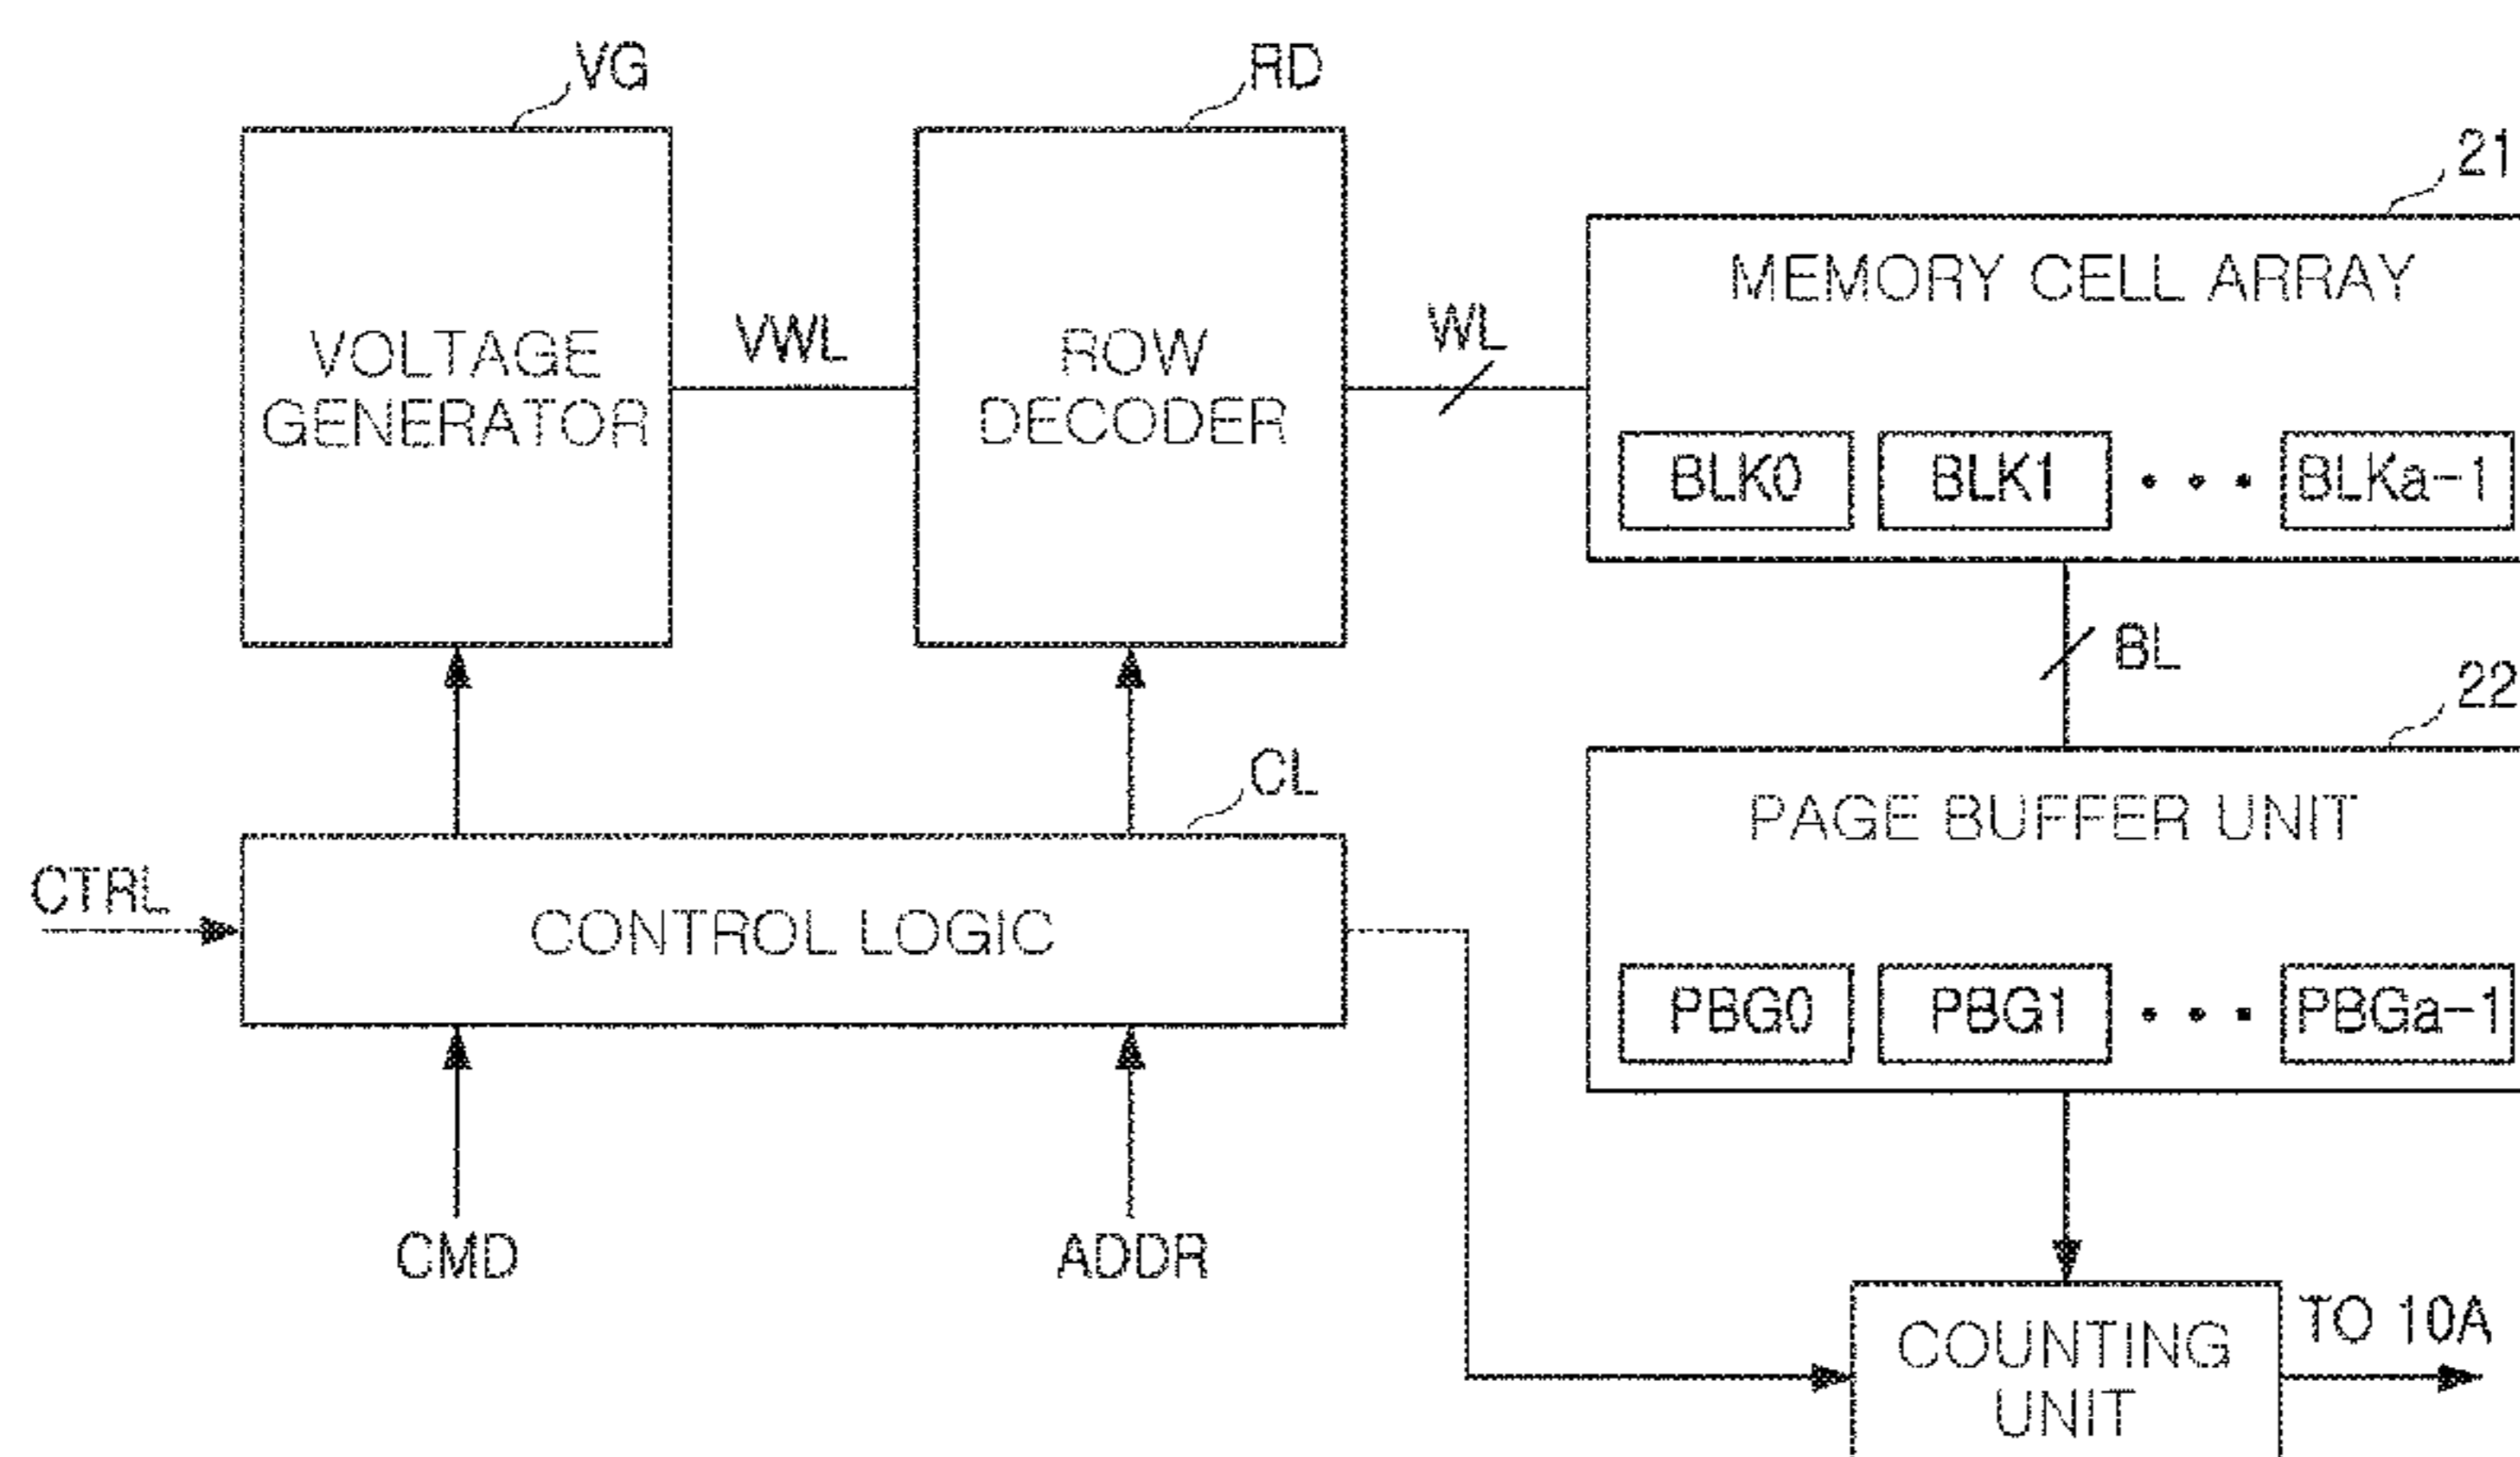 VG
RD
21
MEMORY CELL ARRAY
VOLTAGE
GENERATOR
VWL
ROW
DECODER
WL
BLK0
BLK1
• • •
BLKa-1
BL
22
CL
PAGE BUFFER UNIT
CTRL
CONTROL LOGIC
PBG0
PBG1
• • •
PBGa-1
CMD
ADDR
COUNTING
UNIT
TO 10A